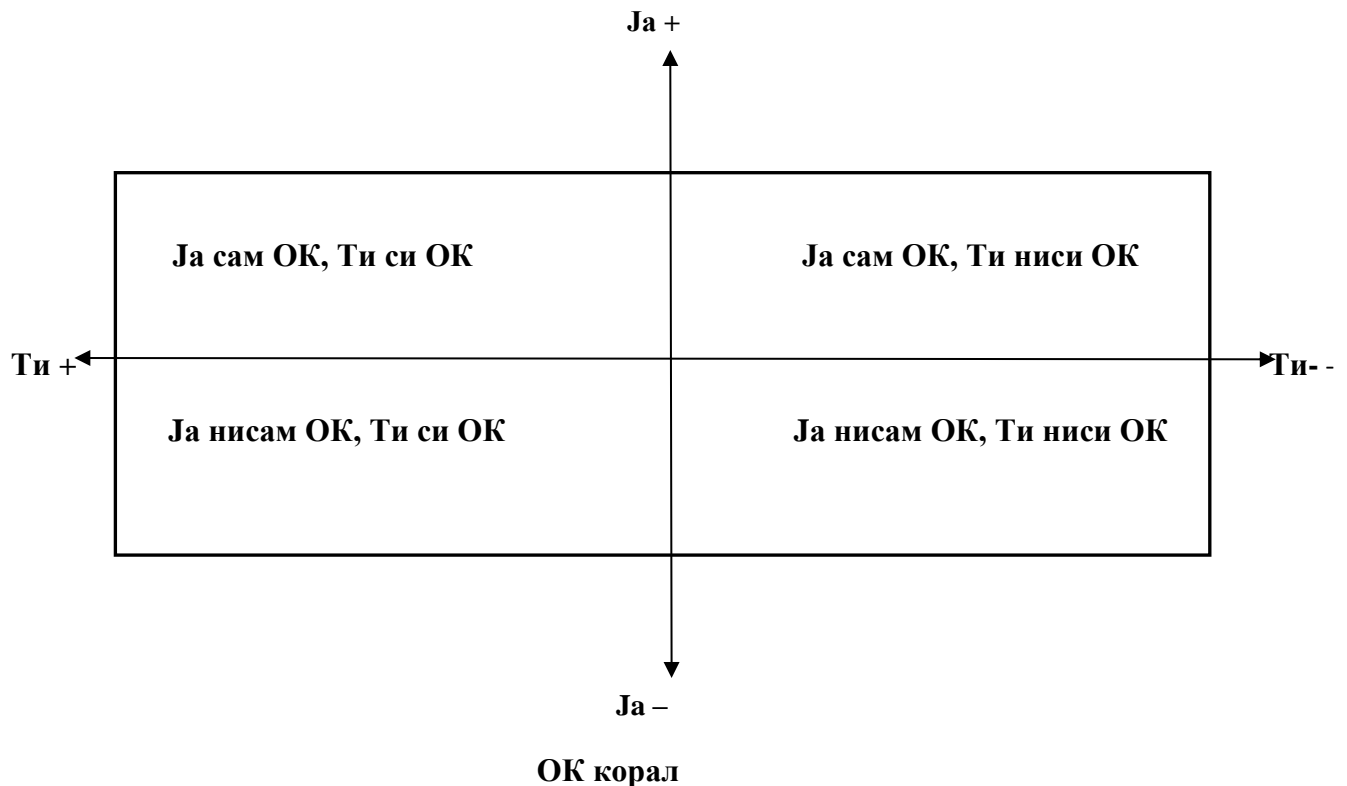 Ја +
Ја сам ОК, Ти си ОК
Ја сам ОК, Ти ниси ОК
Ти +
Ти- -
Ја нисам ОК, Ти си ОК
Ја нисам ОК, Ти ниси ОК
Ја –
ОК корал